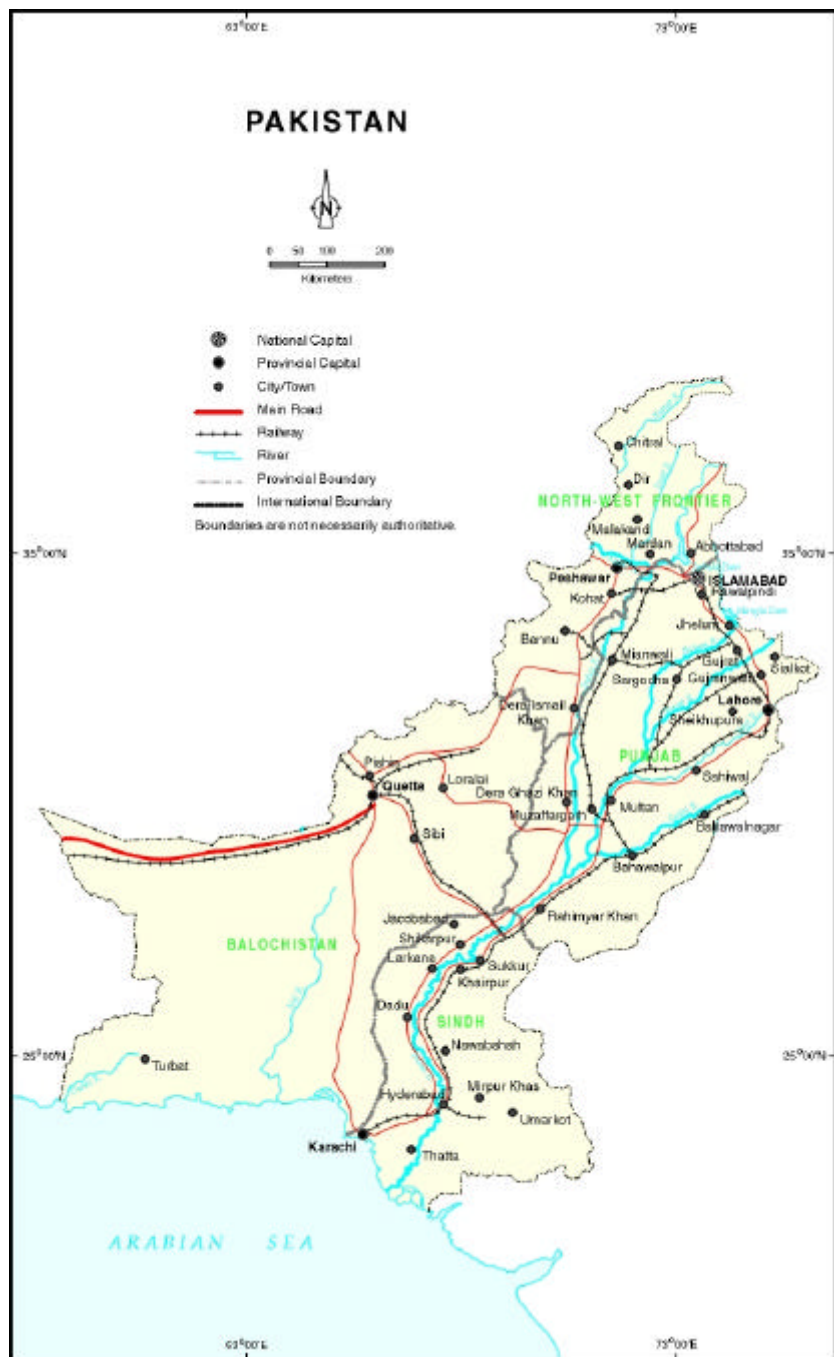 63°00'E
73°00'E
PAKISTAN
N
0 50 100 200
Kilometers
National Capital
Provincial Capital
City/Town
Main Road
Railway
River
Provincial Boundary
International Boundary
Boundaries are not necessarily authoritative.
Chitral
Dir
NORTH-WEST FRONTIER
Malakand
Mardan
Abbottabad
35°00'N
35°00'N
Peshawar
ISLAMABAD
Rawalpindi
Kohat
Jhelum
Bannu
Mianwali
Gujrat
Sialkot
Sargodha
Gujranwala
Lahore
Dera Ismail
Khan
Sheikhupura
PUNJAB
Pishin
Loralai
Sahiwal
Quetta
Dera Ghazi Khan
Multan
Muzaffargarh
Bahawalnagar
Sibi
Bahawalpur
Rahimyar Khan
Jacobabad
BALOCHISTAN
Shikarpur
Larkana
Sukkur
Khairpur
Dadu
SINDH
25°00'N
25°00'N
Nawabshah
Turbat
Mirpur Khas
Hyderabad
Umarkot
Karachi
Thatta
ARABIAN SEA
63°00'E
73°00'E